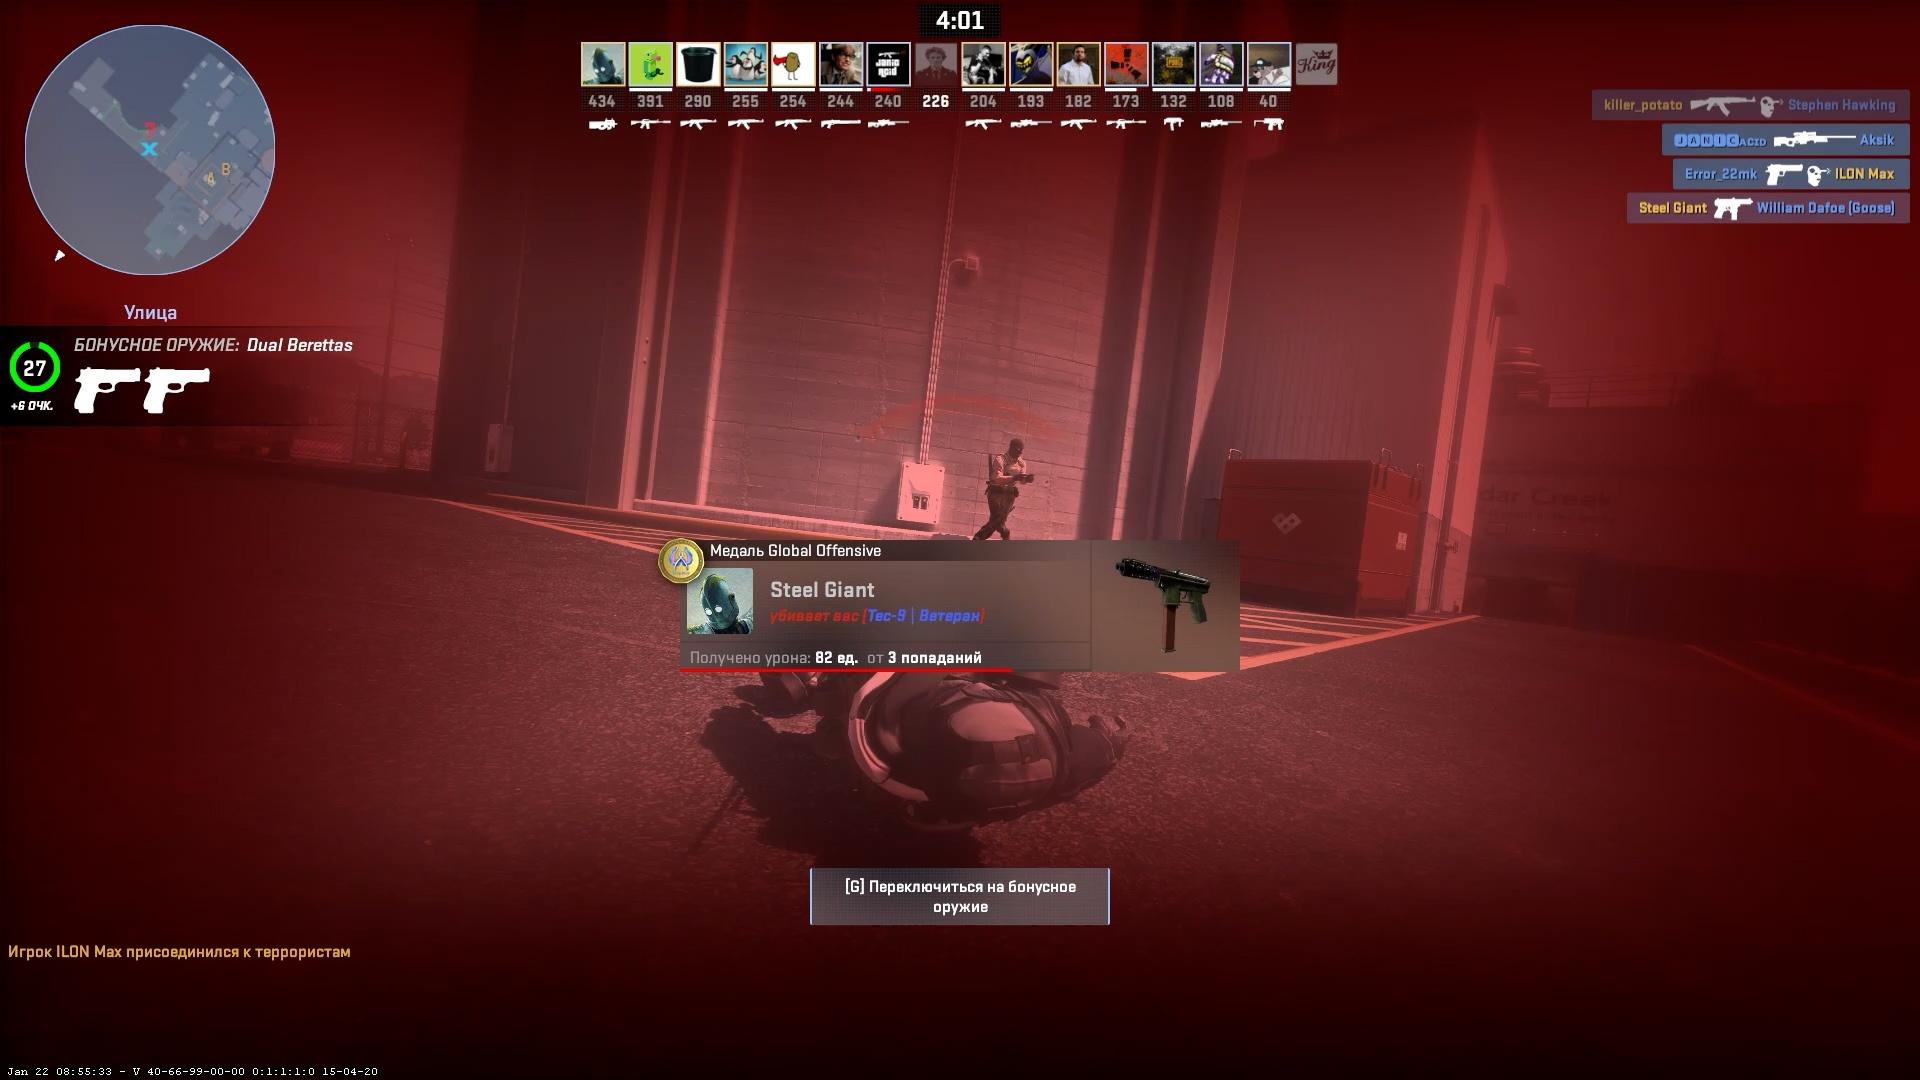 4:01
434 391 290 255 254 244 240 226 204 193 182 173 132 108 40
King
killer_potato Stephen Hawking
JANICACID Aksik
Error_22mk ILON Max
Steel Giant William Dafoe (Goose)
A B
?
Улица
БОНУСНОЕ ОРУЖИЕ: Dual Berettas
27
+6 ОЧК.
Медаль Global Offensive
Steel Giant
убивает вас (Tec-9 | Ветеран)
Получено урона: 82 ед. от 3 попаданий
[G] Переключиться на бонусное
оружие
Игрок ILON Max присоединился к террористам
Jan 22 08:55:33 - V 40-66-99-00-00 0:1:1:1:0 15-04-20